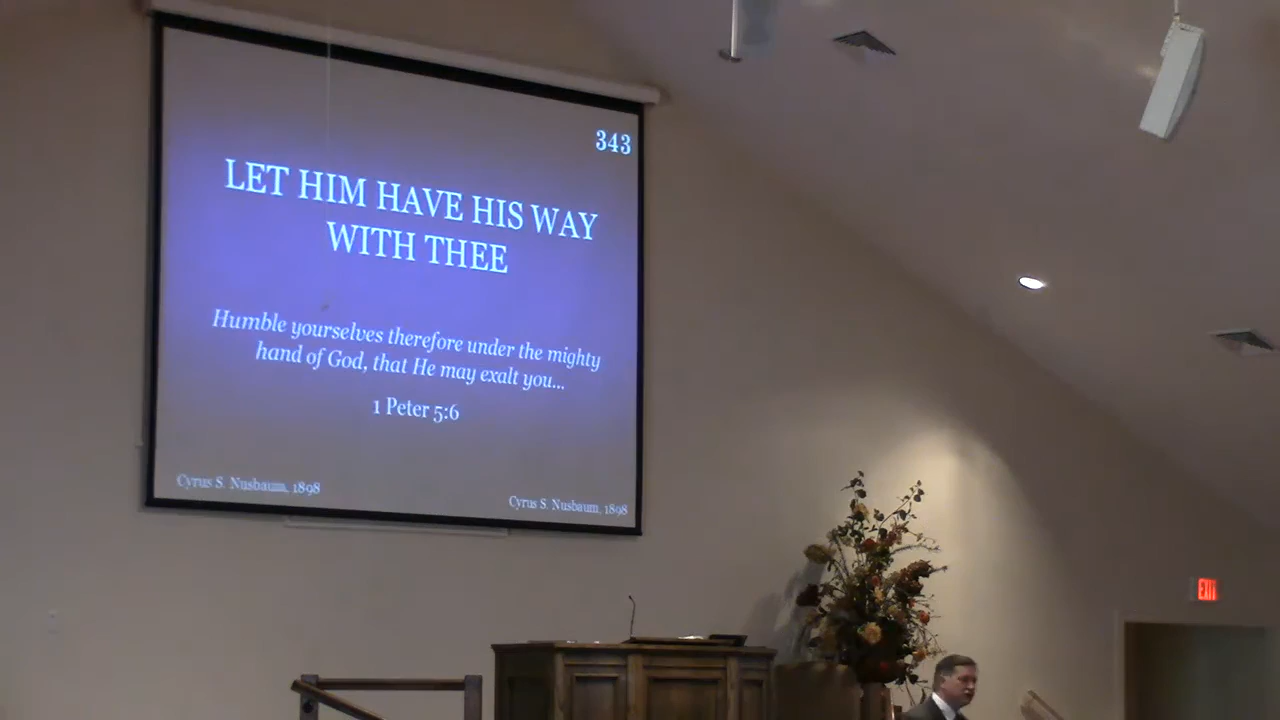 343
LET HIM HAVE HIS WAY
WITH THEE
Humble yourselves therefore under the mighty
hand of God, that He may exalt you...
1 Peter 5:6
Cyrus S. Nusbaum, 1898
Cyrus S. Nusbaum, 1898
EXIT